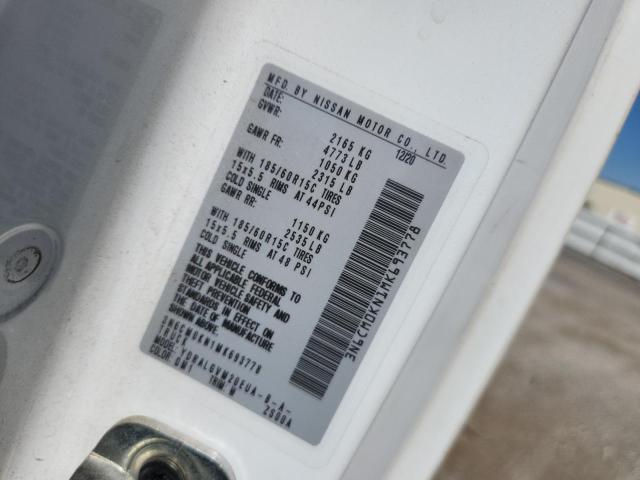 MFD. BY NISSAN MOTOR CO., LTD.
DATE: 12/20
GVWR: 2165 KG
4773 LB
GAWR FR: 1050 KG
2315 LB
WITH 185/60R15C TIRES
15x5.5 RIMS AT 44PSI
COLD SINGLE
GAWR RR: 1150 KG
2535 LB
WITH 185/60R15C TIRES
15x5.5 RIMS AT 48 PSI
COLD SINGLE
THIS VEHICLE CONFORMS TO
ALL APPLICABLE FEDERAL
MOTOR VEHICLE SAFETY AND
THEFT PREVENTION
STANDARDS IN EFFECT ON
THE DATE OF MANUFACTURE
SHOWN ABOVE.
3N6CM0KN1MK693778
TRUCK
COLOR: QM1 TRIM: M
2S00A
3N6CM0KN1MK693778